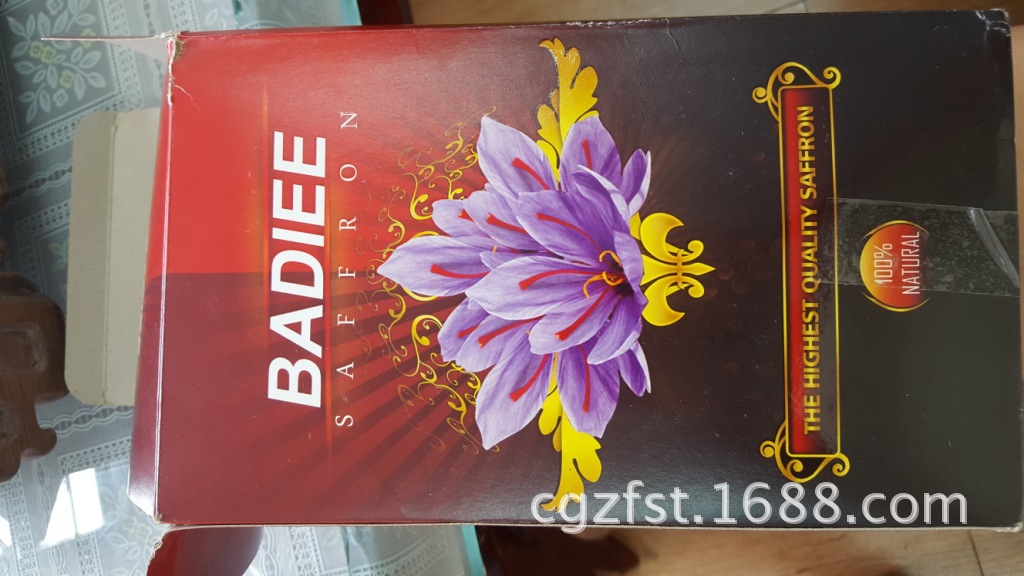 BADIEE
SAFFRON
THE HIGHEST QUALITY SAFFRON
100%
NATURAL
cgzfst.1688.com